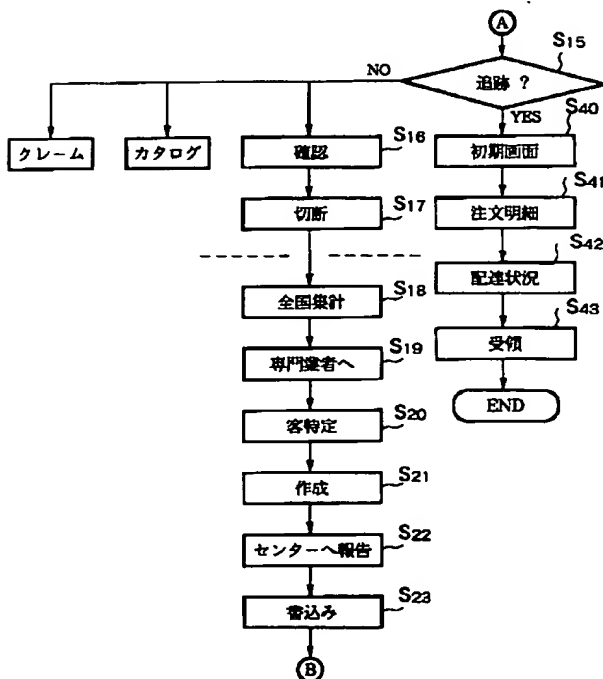 A
S15
追跡 ?
NO
YES
クレーム
カタログ
確認
S16
切断
S17
全国集計
S18
専門業者へ
S19
客特定
S20
作成
S21
センターへ報告
S22
書込み
S23
B
S40
初期画面
S41
注文明細
S42
配達状況
S43
受領
END